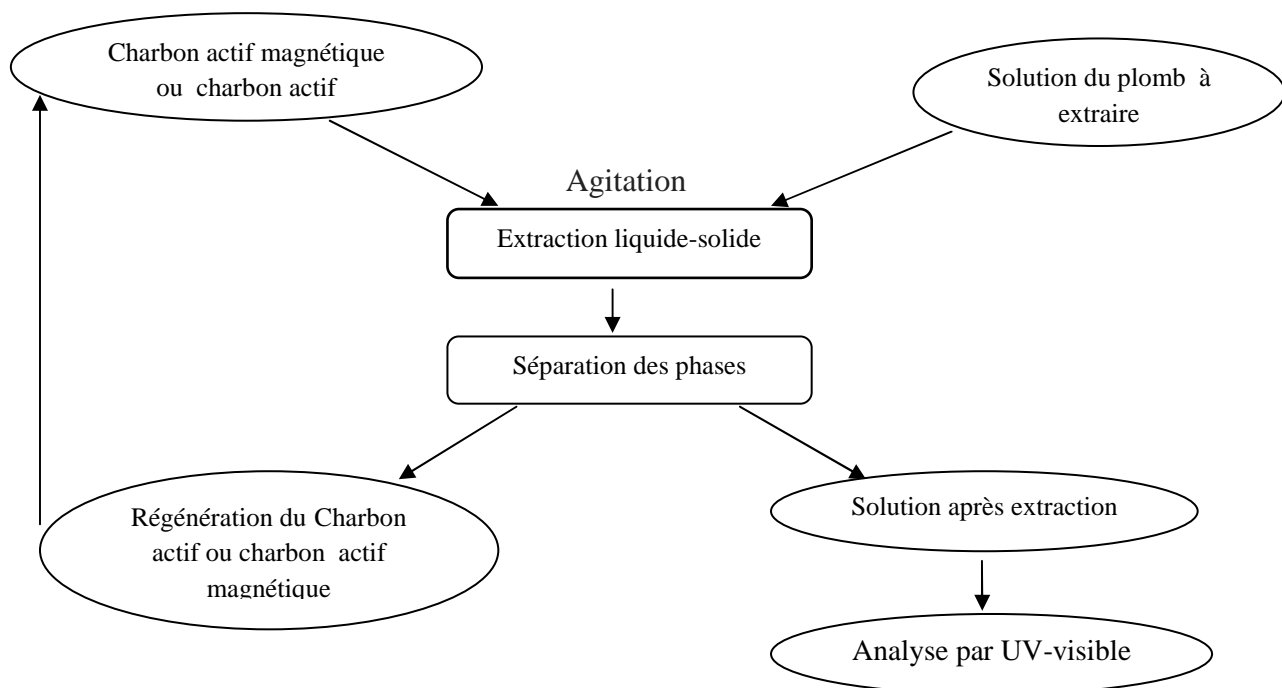 Charbon actif magnétique
ou charbon actif
Solution du plomb à
extraire
Agitation
Extraction liquide-solide
Séparation des phases
Régénération du Charbon
actif ou charbon actif
magnétique
Solution après extraction
Analyse par UV-visible